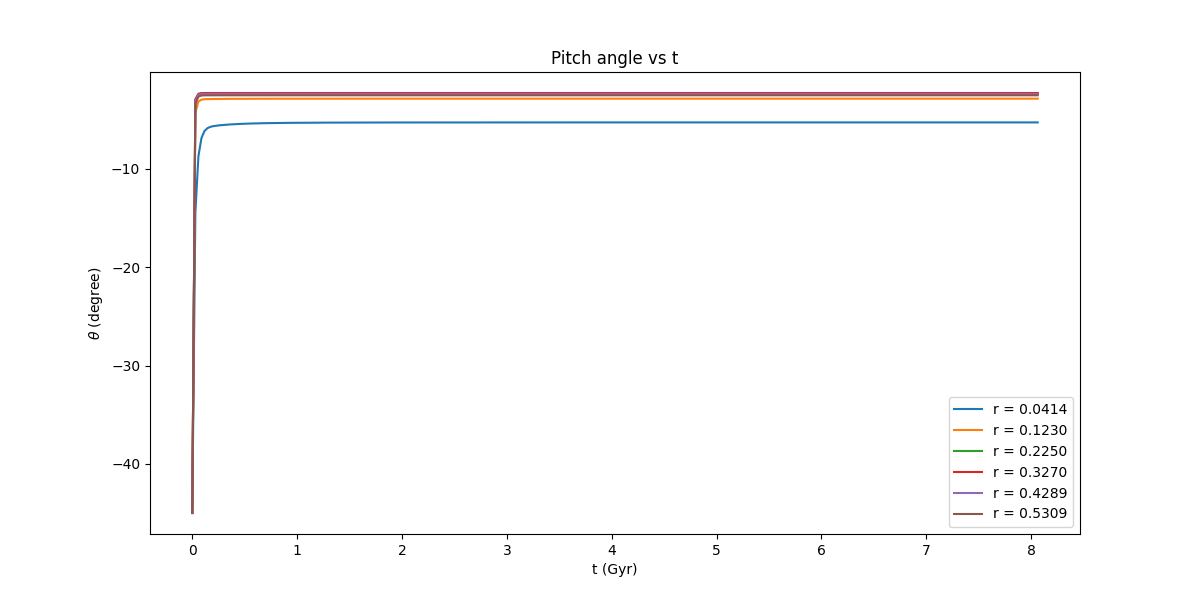 Pitch angle vs t
θ (degree)
−10
−20
−30
−40
0 1 2 3 4 5 6 7 8
t (Gyr)
r = 0.0414
r = 0.1230
r = 0.2250
r = 0.3270
r = 0.4289
r = 0.5309